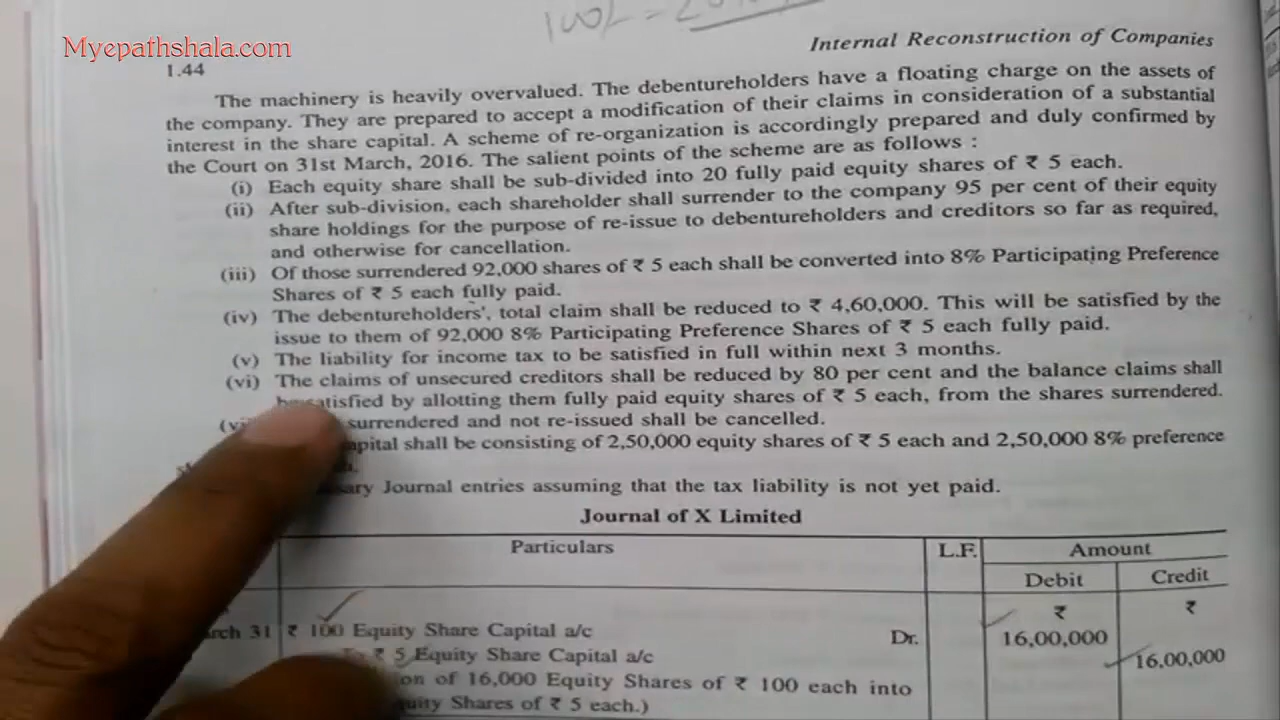 Myepathshala.com
100/- =
1.44
Internal Reconstruction of Companies
The machinery is heavily overvalued. The debentureholders have a floating charge on the assets of
the company. They are prepared to accept a modification of their claims in consideration of a substantial
interest in the share capital. A scheme of re-organization is accordingly prepared and duly confirmed by
the Court on 31st March, 2016. The salient points of the scheme are as follows :
(i) Each equity share shall be sub-divided into 20 fully paid equity shares of ₹ 5 each.
(ii) After sub-division, each shareholder shall surrender to the company 95 per cent of their equity
share holdings for the purpose of re-issue to debentureholders and creditors so far as required,
and otherwise for cancellation.
(iii) Of those surrendered 92,000 shares of ₹ 5 each shall be converted into 8% Participating Preference
Shares of ₹ 5 each fully paid.
(iv) The debentureholders', total claim shall be reduced to ₹ 4,60,000. This will be satisfied by the
issue to them of 92,000 8% Participating Preference Shares of ₹ 5 each fully paid.
(v) The liability for income tax to be satisfied in full within next 3 months.
(vi) The claims of unsecured creditors shall be reduced by 80 per cent and the balance claims shall
be satisfied by allotting them fully paid equity shares of ₹ 5 each, from the shares surrendered.
surrendered and not re-issued shall be cancelled.
capital shall be consisting of 2,50,000 equity shares of ₹ 5 each and 2,50,000 8% preference
Journal entries assuming that the tax liability is not yet paid.
Journal of X Limited
Particulars L.F. Amount
Debit Credit
₹ ₹
31 ₹ 100 Equity Share Capital a/c Dr. 16,00,000
₹ 5 Equity Share Capital a/c 16,00,000
of 16,000 Equity Shares of ₹ 100 each into
Shares of ₹ 5 each.)